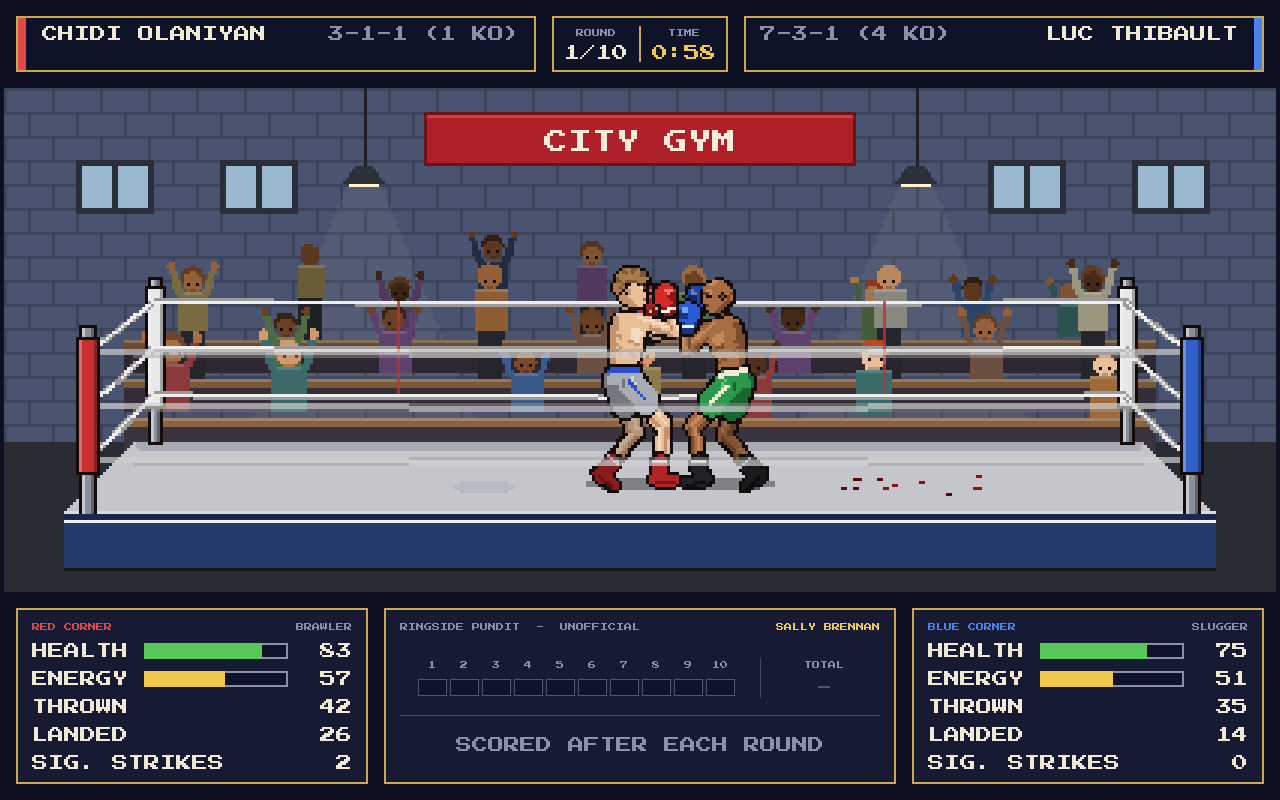 CHIDI OLANIYAN 3-1-1 (1 KO)
ROUND TIME
1/10 0:58
7-3-1 (4 KO) LUC THIBAULT
CITY GYM
RED CORNER BRAWLER
HEALTH 83
ENERGY 57
THROWN 42
LANDED 26
SIG. STRIKES 2
RINGSIDE PUNDIT - UNOFFICIAL SALLY BRENNAN
1 2 3 4 5 6 7 8 9 10 TOTAL
—
SCORED AFTER EACH ROUND
BLUE CORNER SLUGGER
HEALTH 75
ENERGY 51
THROWN 35
LANDED 14
SIG. STRIKES 0